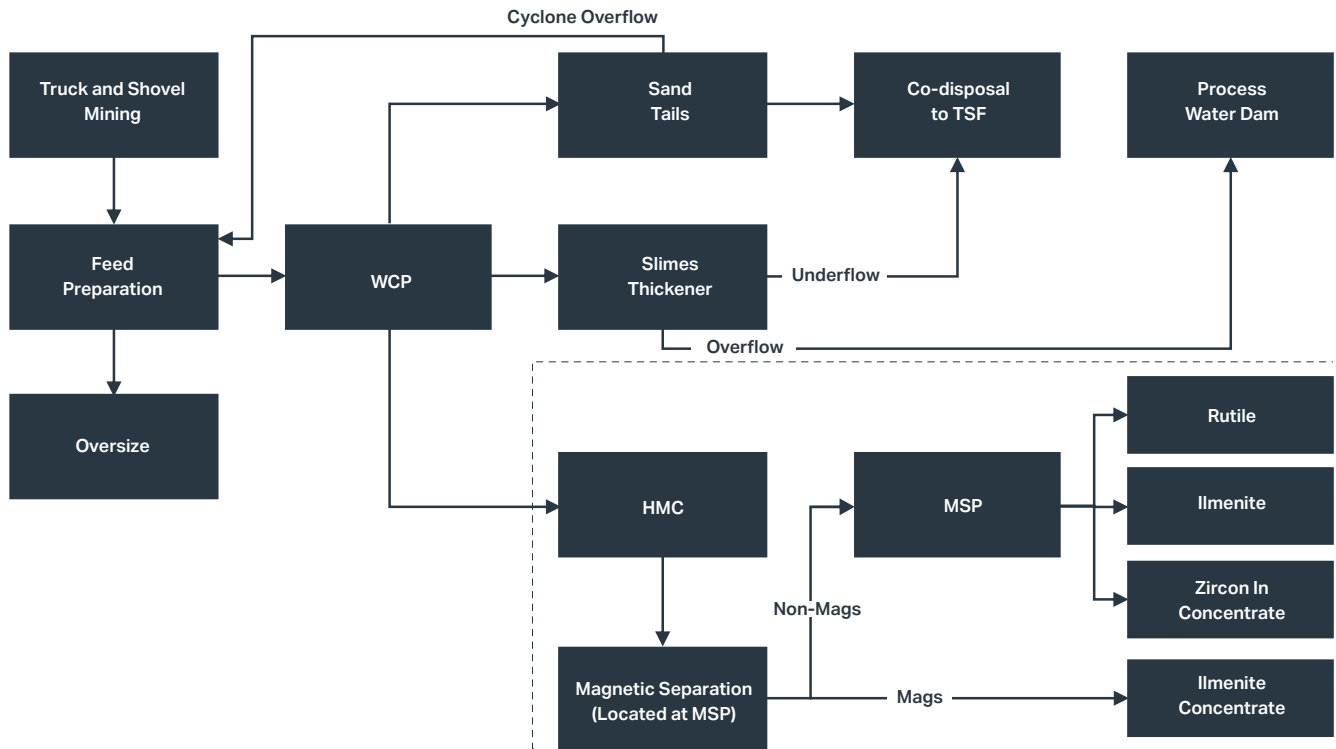 Cyclone Overflow
Truck and Shovel
Mining
Sand
Tails
Co-disposal
to TSF
Process
Water Dam
Feed
Preparation
WCP
Slimes
Thickener
Underflow
Overflow
Oversize
HMC
MSP
Rutile
Ilmenite
Zircon In
Concentrate
Non-Mags
Magnetic Separation
(Located at MSP)
Mags
Ilmenite
Concentrate